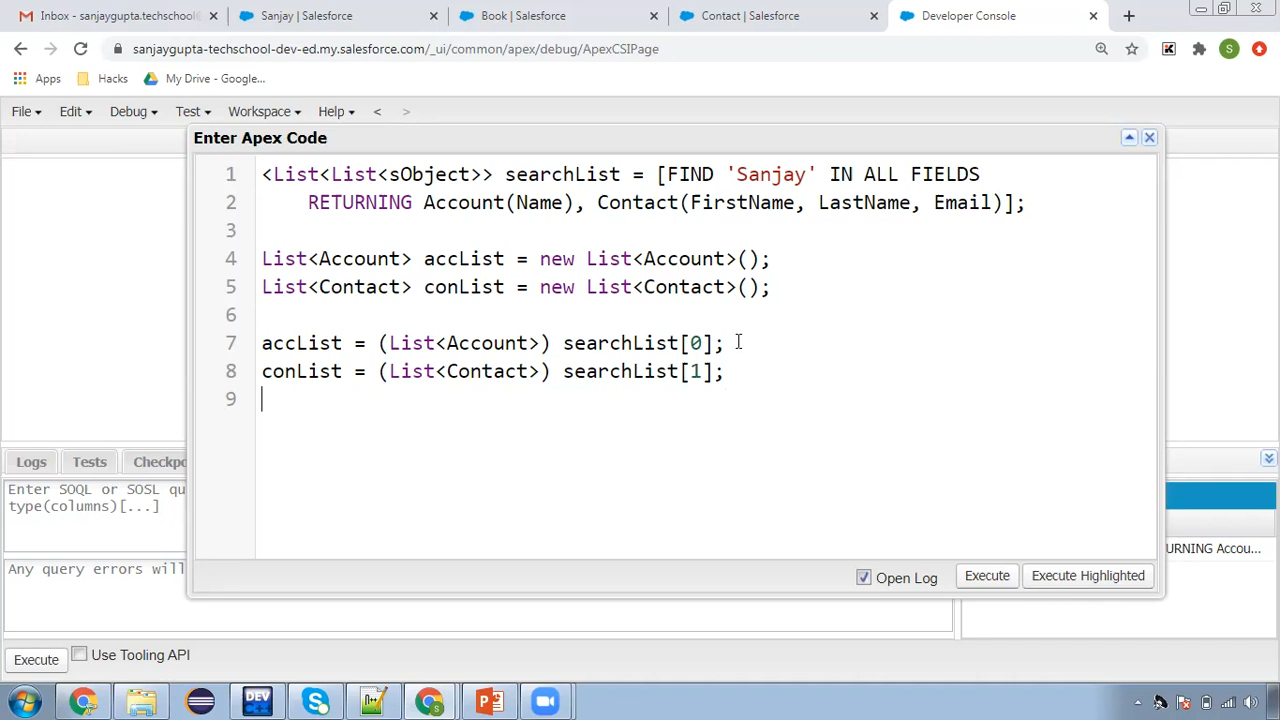 Inbox - sanjaygupta.techschool
Sanjay | Salesforce
Book | Salesforce
Contact | Salesforce
Developer Console
sanjaygupta-techschool-dev-ed.my.salesforce.com/_ui/common/apex/debug/ApexCSIPage
S
Apps
Hacks
My Drive - Google...
File
Edit
Debug
Test
Workspace
Help
<
>
Enter Apex Code
1 <List<List<sObject>> searchList = [FIND 'Sanjay' IN ALL FIELDS
2 RETURNING Account(Name), Contact(FirstName, LastName, Email)];
3
4 List<Account> accList = new List<Account>();
5 List<Contact> conList = new List<Contact>();
6
7 accList = (List<Account>) searchList[0];
8 conList = (List<Contact>) searchList[1];
9
Logs
Tests
Checkpo
Enter SOQL or SOSL qu
type(columns)[...]
URNING Accou...
Any query errors will
Open Log
Execute
Execute Highlighted
Execute
Use Tooling API
DEV